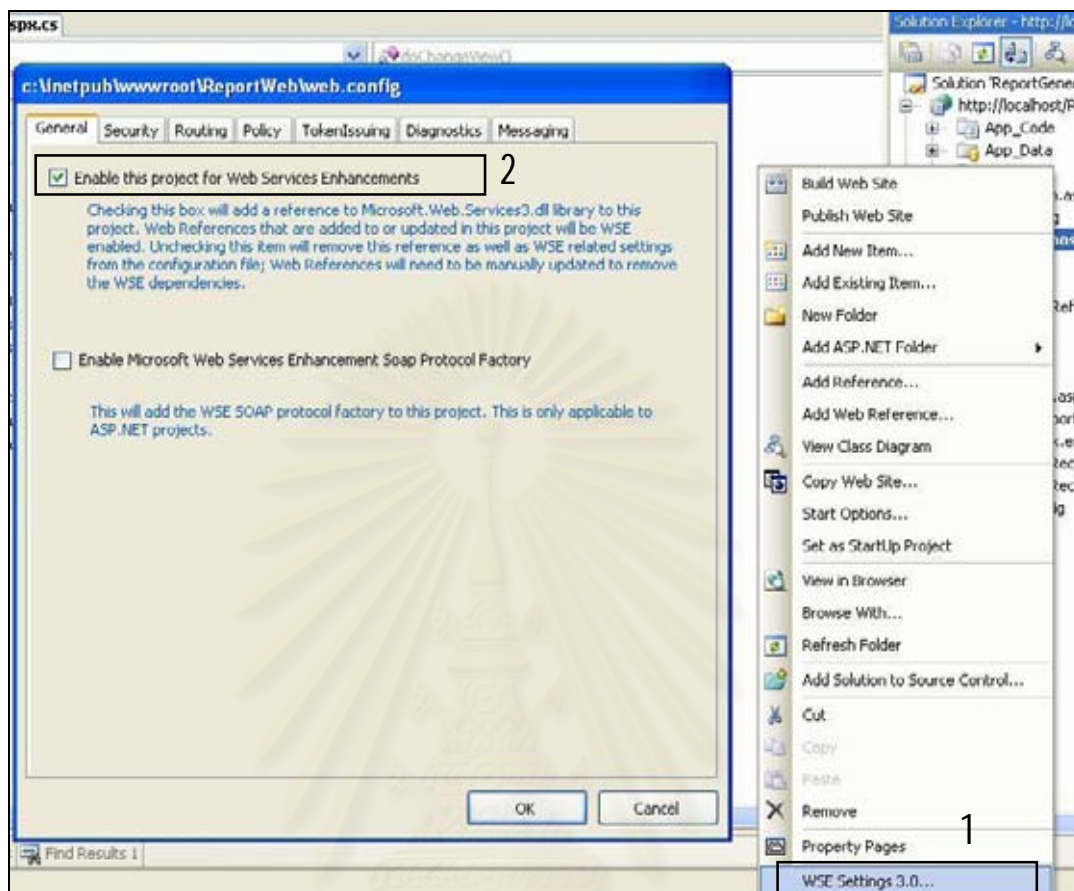 spx.cs
doChangeView()
c:\Inetpub\wwwroot\ReportWeb\web.config
General Security Routing Policy TokenIssuing Diagnostics Messaging
Enable this project for Web Services Enhancements
2
Checking this box will add a reference to Microsoft.Web.Services3.dll library to this
project. Web References that are added to or updated in this project will be WSE
enabled. Unchecking this item will remove this reference as well as WSE related settings
from the configuration file; Web References will need to be manually updated to remove
the WSE dependencies.
Enable Microsoft Web Services Enhancement Soap Protocol Factory
This will add the WSE SOAP protocol factory to this project. This is only applicable to
ASP.NET projects.
OK Cancel
Find Results 1
Solution Explorer - http://lo
Solution 'ReportGene
http://localhost/R
App_Code
App_Data
Build Web Site
Publish Web Site
Add New Item...
Add Existing Item...
New Folder
Add ASP.NET Folder
Add Reference...
Add Web Reference...
View Class Diagram
Copy Web Site...
Start Options...
Set as StartUp Project
View in Browser
Browse With...
Refresh Folder
Add Solution to Source Control...
Cut
Copy
Paste
Remove
Property Pages
1
WSE Settings 3.0...